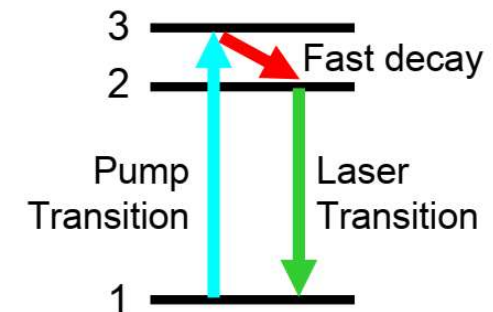 3
Fast decay
2
Pump
Transition
Laser
Transition
1